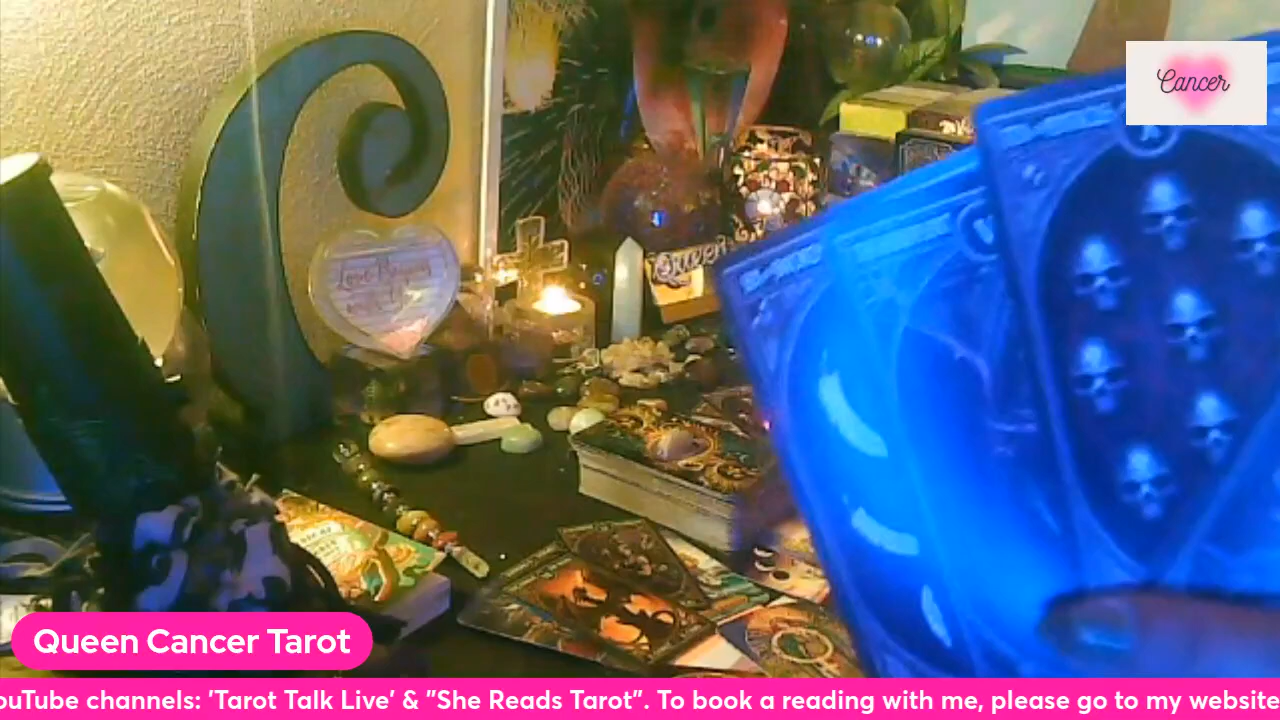 Cancer
Queen
Queen Cancer Tarot
ouTube channels: 'Tarot Talk Live' & "She Reads Tarot". To book a reading with me, please go to my website